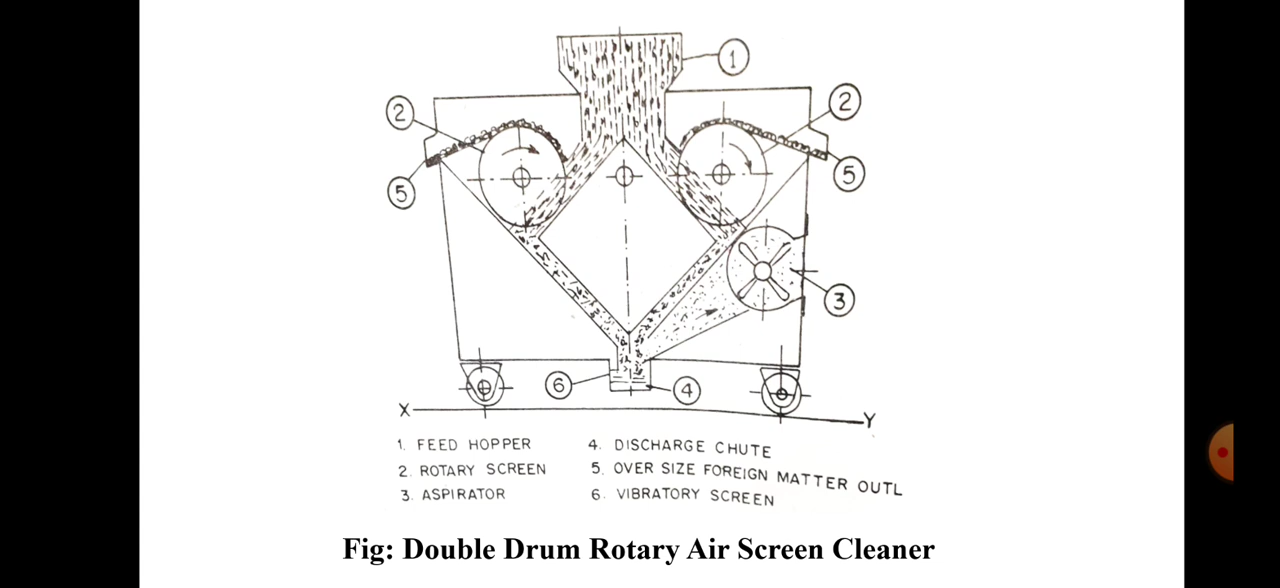 1
2
2
5
5
3
6
4
X
Y
1. FEED HOPPER
2. ROTARY SCREEN
3. ASPIRATOR
4. DISCHARGE CHUTE
5. OVER SIZE FOREIGN MATTER OUTL
6. VIBRATORY SCREEN
Fig: Double Drum Rotary Air Screen Cleaner